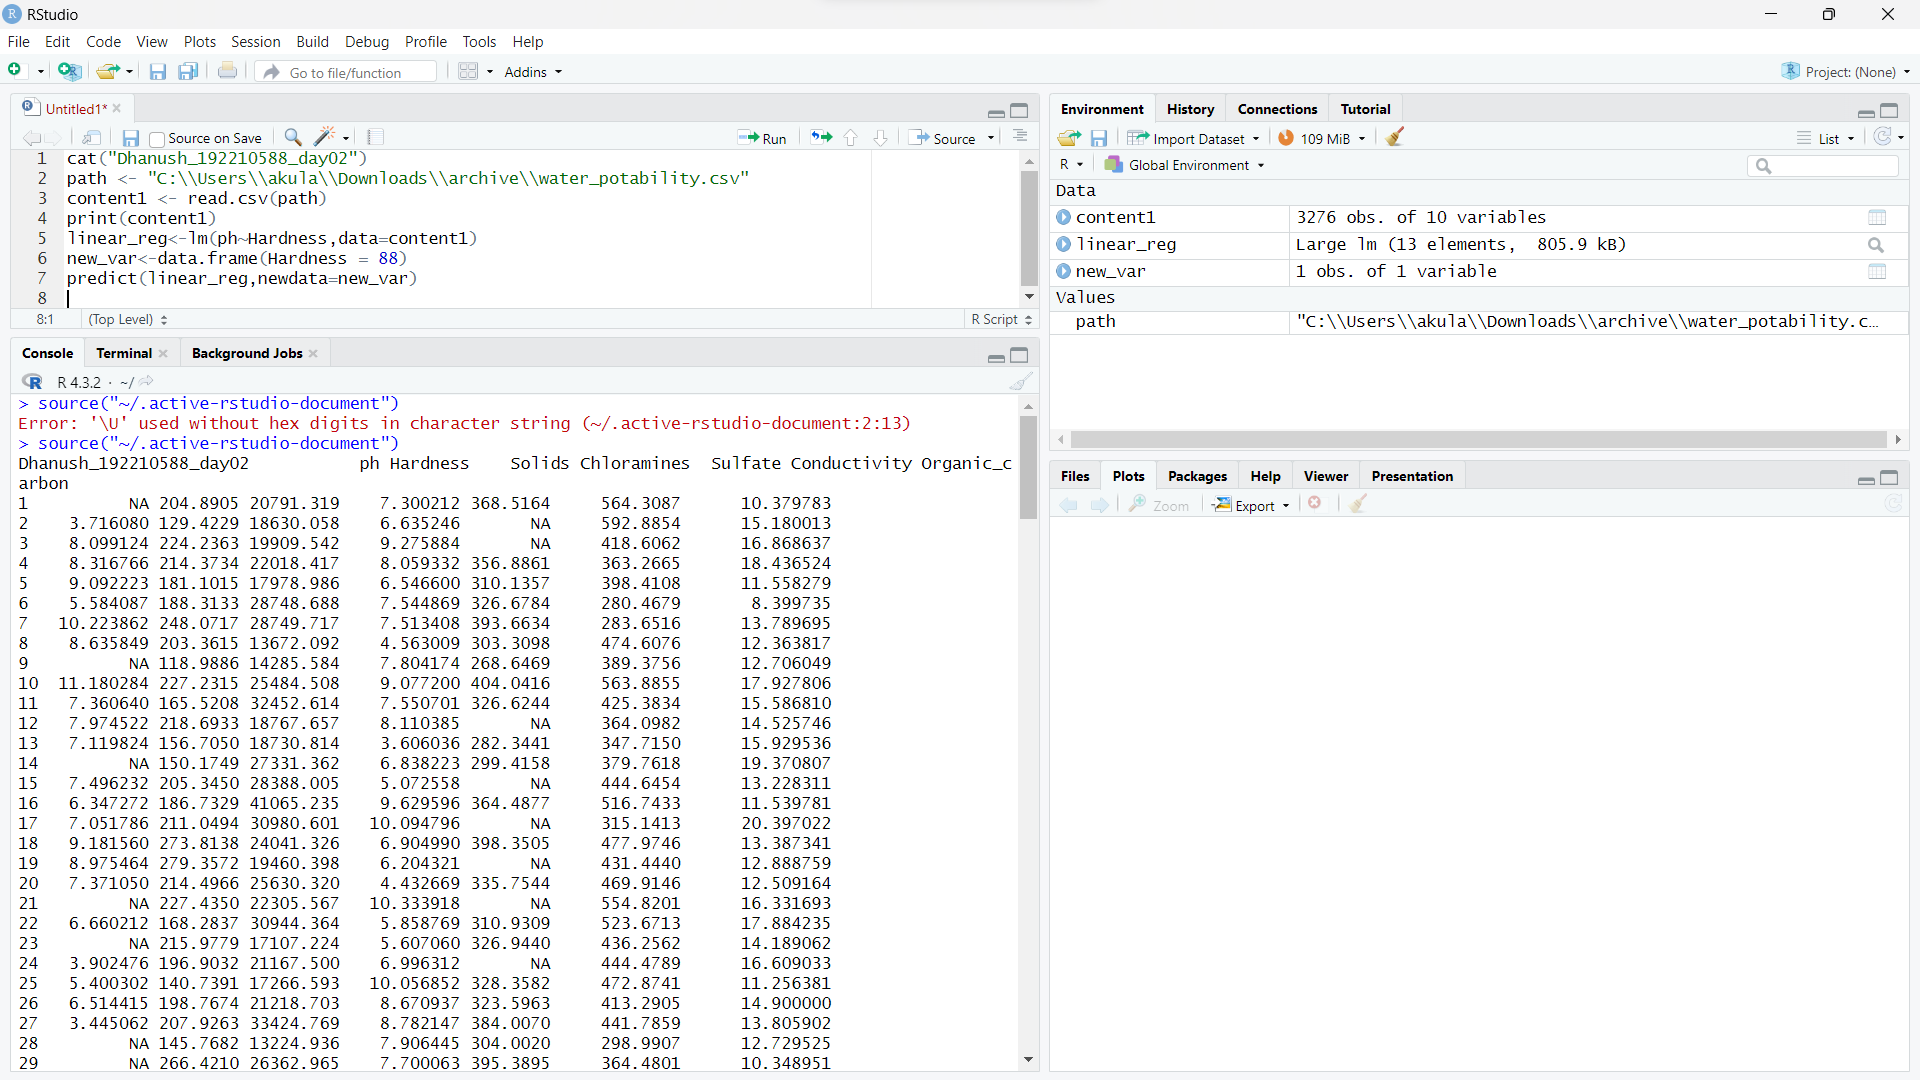 RStudio
File Edit Code View Plots Session Build Debug Profile Tools Help
Go to file/function Addins Project: (None)
Untitled1*
Source on Save Run Source
1 cat("Dhanush_192210588_day02")
2 path <- "C:\\Users\\akula\\Downloads\\archive\\water_potability.csv"
3 content1 <- read.csv(path)
4 print(content1)
5 linear_reg<-lm(ph~Hardness,data=content1)
6 new_var<-data.frame(Hardness = 88)
7 predict(linear_reg,newdata=new_var)
8
8:1 (Top Level) R Script
Console Terminal Background Jobs
R 4.3.2 · ~/
> source("~/.active-rstudio-document")
Error: '\U' used without hex digits in character string (~/.active-rstudio-document:2:13)
> source("~/.active-rstudio-document")
Dhanush_192210588_day02 ph Hardness Solids Chloramines Sulfate Conductivity Organic_c
arbon
1 NA 204.8905 20791.319 7.300212 368.5164 564.3087 10.379783
2 3.716080 129.4229 18630.058 6.635246 NA 592.8854 15.180013
3 8.099124 224.2363 19909.542 9.275884 NA 418.6062 16.868637
4 8.316766 214.3734 22018.417 8.059332 356.8861 363.2665 18.436524
5 9.092223 181.1015 17978.986 6.546600 310.1357 398.4108 11.558279
6 5.584087 188.3133 28748.688 7.544869 326.6784 280.4679 8.399735
7 10.223862 248.0717 28749.717 7.513408 393.6634 283.6516 13.789695
8 8.635849 203.3615 13672.092 4.563009 303.3098 474.6076 12.363817
9 NA 118.9886 14285.584 7.804174 268.6469 389.3756 12.706049
10 11.180284 227.2315 25484.508 9.077200 404.0416 563.8855 17.927806
11 7.360640 165.5208 32452.614 7.550701 326.6244 425.3834 15.586810
12 7.974522 218.6933 18767.657 8.110385 NA 364.0982 14.525746
13 7.119824 156.7050 18730.814 3.606036 282.3441 347.7150 15.929536
14 NA 150.1749 27331.362 6.838223 299.4158 379.7618 19.370807
15 7.496232 205.3450 28388.005 5.072558 NA 444.6454 13.228311
16 6.347272 186.7329 41065.235 9.629596 364.4877 516.7433 11.539781
17 7.051786 211.0494 30980.601 10.094796 NA 315.1413 20.397022
18 9.181560 273.8138 24041.326 6.904990 398.3505 477.9746 13.387341
19 8.975464 279.3572 19460.398 6.204321 NA 431.4440 12.888759
20 7.371050 214.4966 25630.320 4.432669 335.7544 469.9146 12.509164
21 NA 227.4350 22305.567 10.333918 NA 554.8201 16.331693
22 6.660212 168.2837 30944.364 5.858769 310.9309 523.6713 17.884235
23 NA 215.9779 17107.224 5.607060 326.9440 436.2562 14.189062
24 3.902476 196.9032 21167.500 6.996312 NA 444.4789 16.609033
25 5.400302 140.7391 17266.593 10.056852 328.3582 472.8741 11.256381
26 6.514415 198.7674 21218.703 8.670937 323.5963 413.2905 14.900000
27 3.445062 207.9263 33424.769 8.782147 384.0070 441.7859 13.805902
28 NA 145.7682 13224.936 7.906445 304.0020 298.9907 12.729525
29 NA 266.4210 26362.965 7.700063 395.3895 364.4801 10.348951
Environment History Connections Tutorial
Import Dataset 109 MiB List
R Global Environment
Data
content1 3276 obs. of 10 variables
linear_reg Large lm (13 elements, 805.9 kB)
new_var 1 obs. of 1 variable
Values
path "C:\\Users\\akula\\Downloads\\archive\\water_potability.c…
Files Plots Packages Help Viewer Presentation
Zoom Export